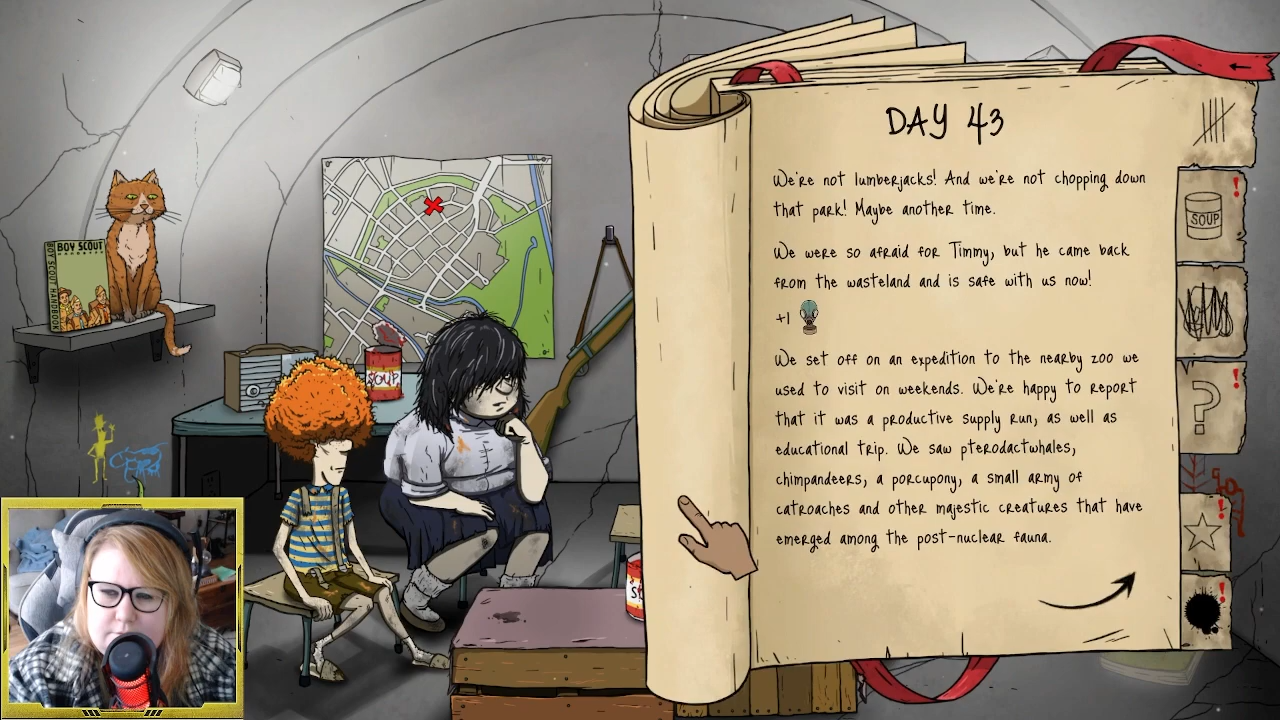 DAY 43
We're not lumberjacks! And we're not chopping down
that park! Maybe another time.
We were so afraid for Timmy, but he came back
from the wasteland and is safe with us now!
+1
We set off on an expedition to the nearby zoo we
used to visit on weekends. We're happy to report
that it was a productive supply run, as well as
educational trip. We saw pterodactwhales,
chimpandeers, a porcupony, a small army of
catroaches and other majestic creatures that have
emerged among the post-nuclear fauna.
!
SOUP
!
?
!
!
BOY SCOUT
BOY SCOUT HANDBOOK
SOUP